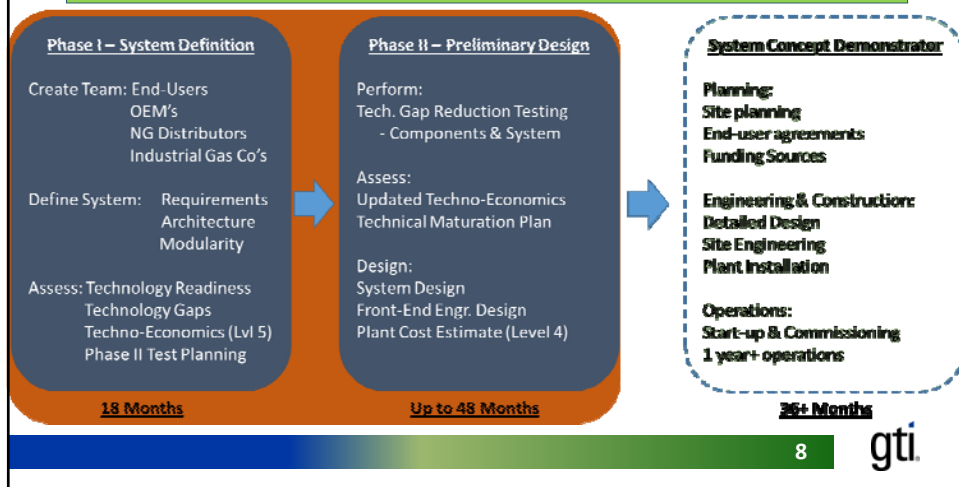 Phase I – System Definition
Create Team: End-Users
OEM's
NG Distributors
Industrial Gas Co's
Define System: Requirements
Architecture
Modularity
Assess: Technology Readiness
Technology Gaps
Techno-Economics (Lvl 5)
Phase II Test Planning
18 Months
Phase II – Preliminary Design
Perform:
Tech. Gap Reduction Testing
- Components & System
Assess:
Updated Techno-Economics
Technical Maturation Plan
Design:
System Design
Front-End Engr. Design
Plant Cost Estimate (Level 4)
Up to 48 Months
System Concept Demonstrator
Planning:
Site planning
End-user agreements
Funding Sources
Engineering & Construction:
Detailed Design
Site Engineering
Plant Installation
Operations:
Start-up & Commissioning
1 year+ operations
36+ Months
8
gti.